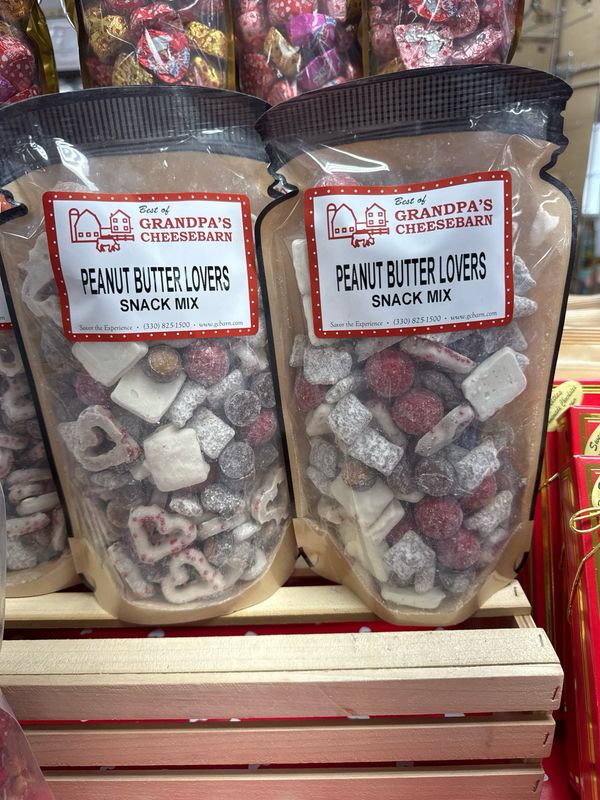 Best of
GRANDPA'S
CHEESEBARN
PEANUT BUTTER LOVERS
SNACK MIX
Savor the Experience • (330) 825-1500 • www.gcbarn.com
Best of
GRANDPA'S
CHEESEBARN
PEANUT BUTTER LOVERS
SNACK MIX
Savor the Experience • (330) 825-1500 • www.gcbarn.com